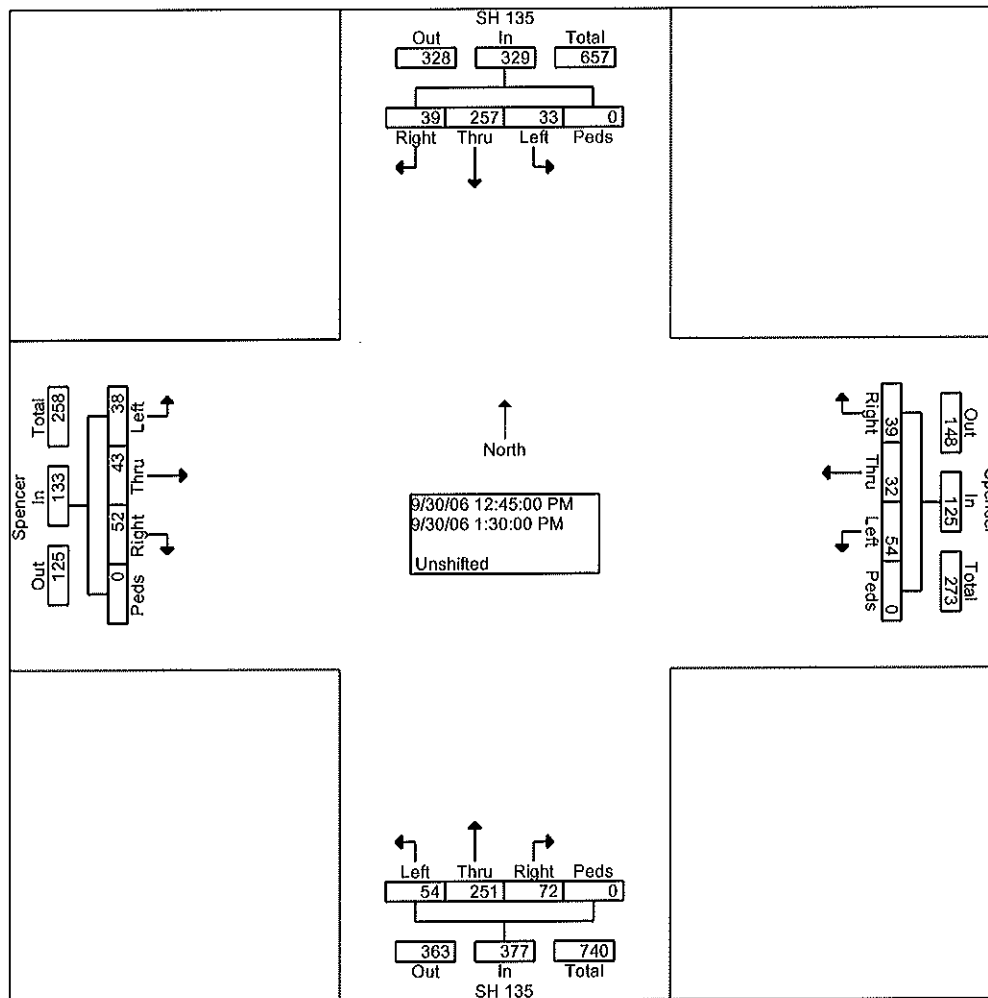 SH 135
Out In Total
328 329 657
39 257 33 0
Right Thru Left Peds
Spencer
Total In Out
258 133 125
38 43 52 0
Left Thru Right Peds
North
9/30/06 12:45:00 PM
9/30/06 1:30:00 PM
Unshifted
Right Thru Left Peds
39 32 54 0
Out In Total
148 125 273
Spencer
Left Thru Right Peds
54 251 72 0
363 377 740
Out In Total
SH 135